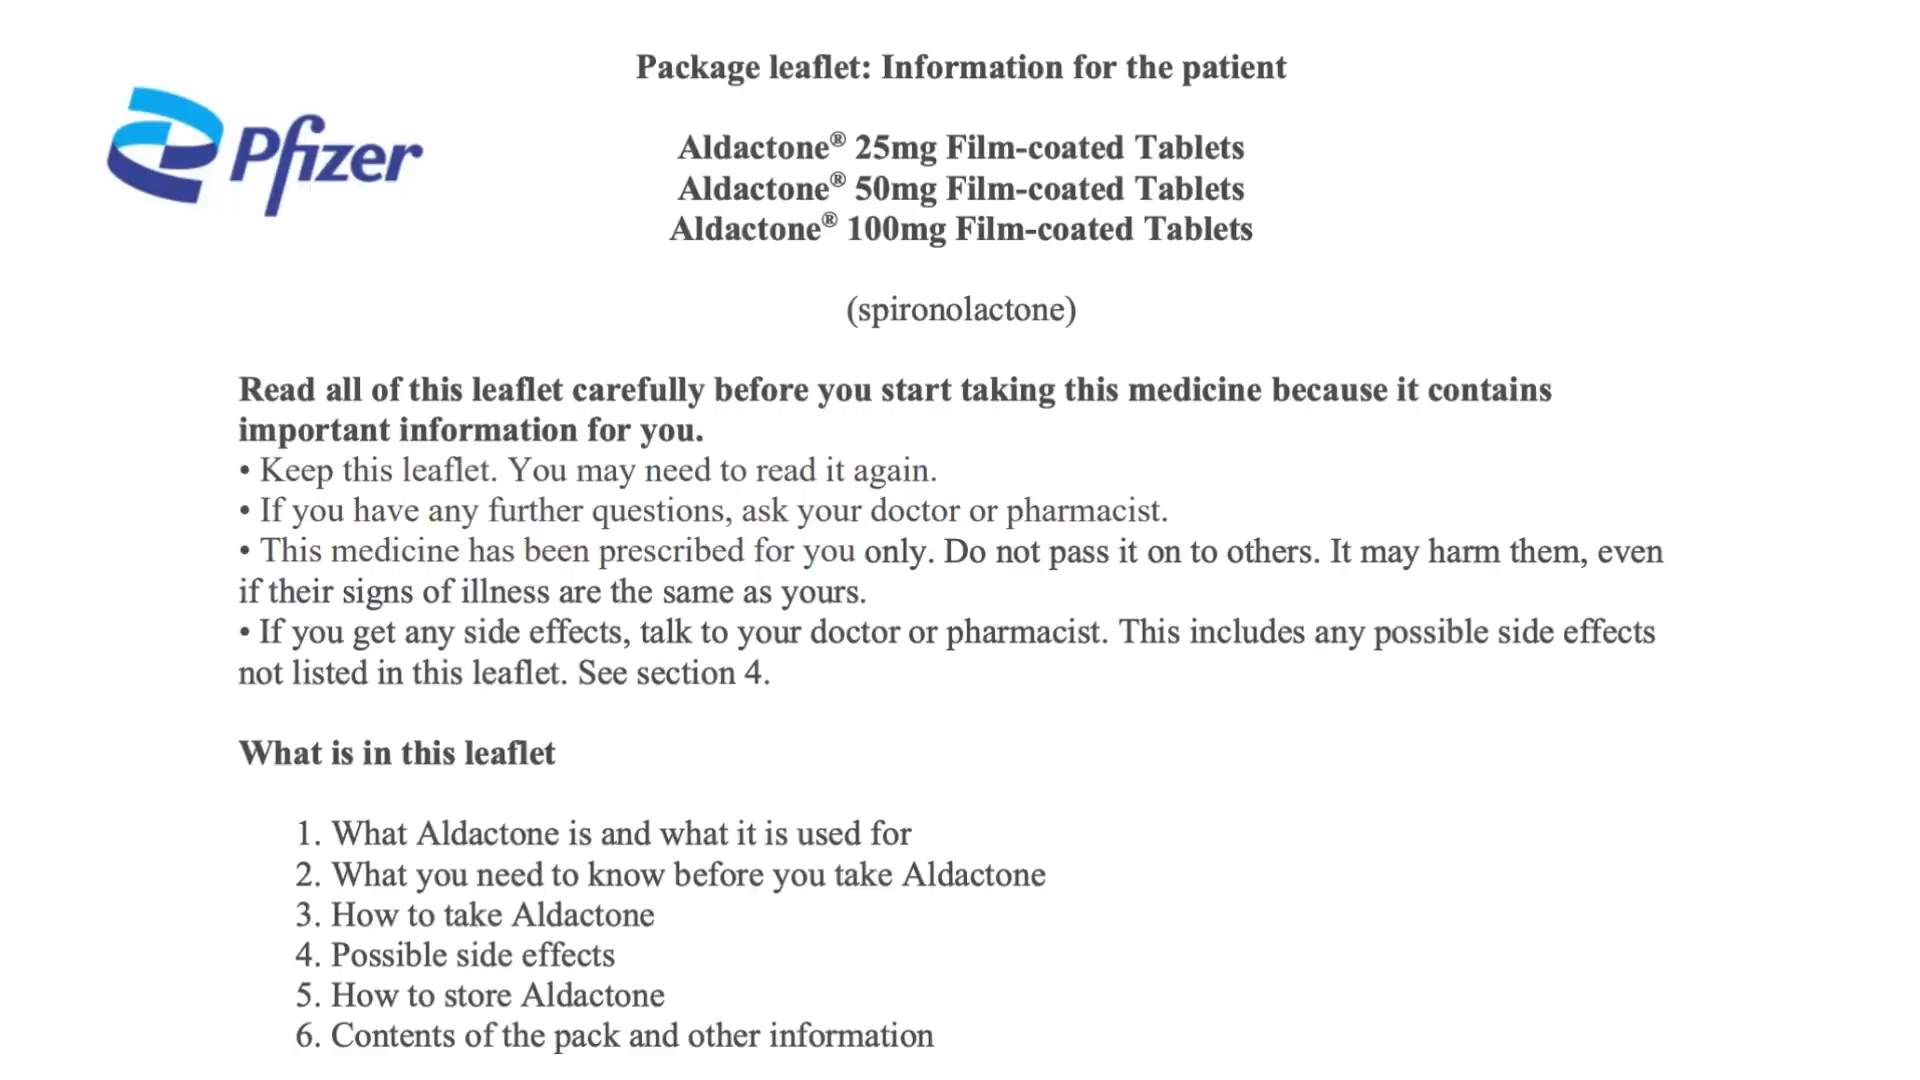 Package leaflet: Information for the patient
Pfizer
Aldactone® 25mg Film-coated Tablets
Aldactone® 50mg Film-coated Tablets
Aldactone® 100mg Film-coated Tablets
(spironolactone)
Read all of this leaflet carefully before you start taking this medicine because it contains
important information for you.
• Keep this leaflet. You may need to read it again.
• If you have any further questions, ask your doctor or pharmacist.
• This medicine has been prescribed for you only. Do not pass it on to others. It may harm them, even
if their signs of illness are the same as yours.
• If you get any side effects, talk to your doctor or pharmacist. This includes any possible side effects
not listed in this leaflet. See section 4.
What is in this leaflet
1. What Aldactone is and what it is used for
2. What you need to know before you take Aldactone
3. How to take Aldactone
4. Possible side effects
5. How to store Aldactone
6. Contents of the pack and other information